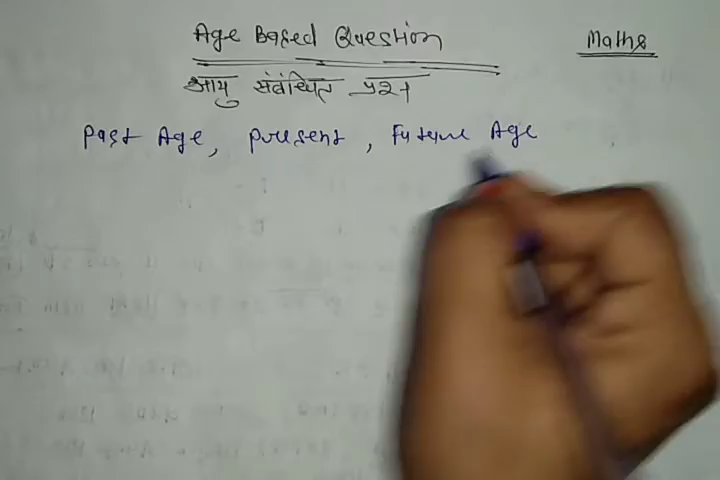 Age Based Question
Maths
आयु संबंधित प्रश्न
Past Age, present, Future Age